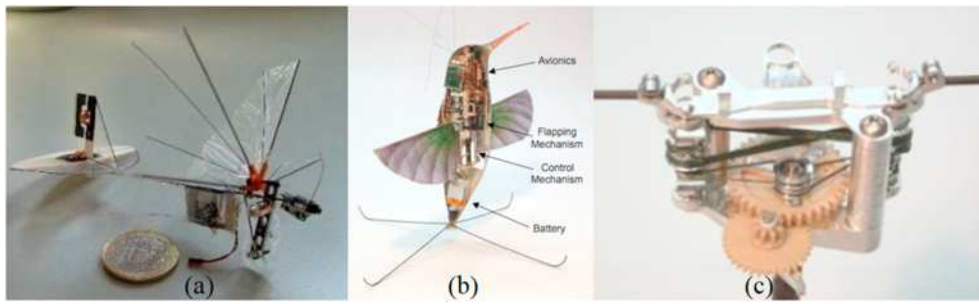 Avionics
Flapping
Mechanism
Control
Mechanism
Battery
(a)
(b)
(c)